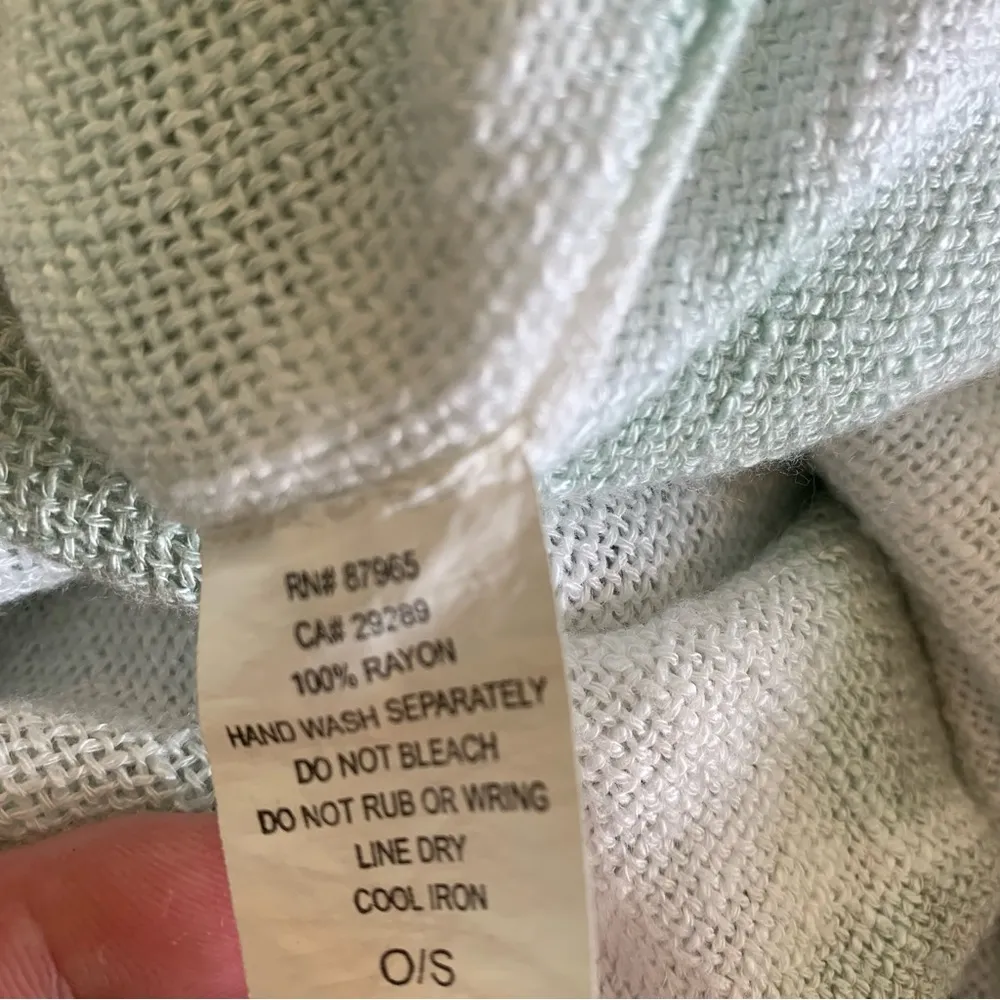 RN# 87965
CA# 29289
100% RAYON
HAND WASH SEPARATELY
DO NOT BLEACH
DO NOT RUB OR WRING
LINE DRY
COOL IRON
O/S